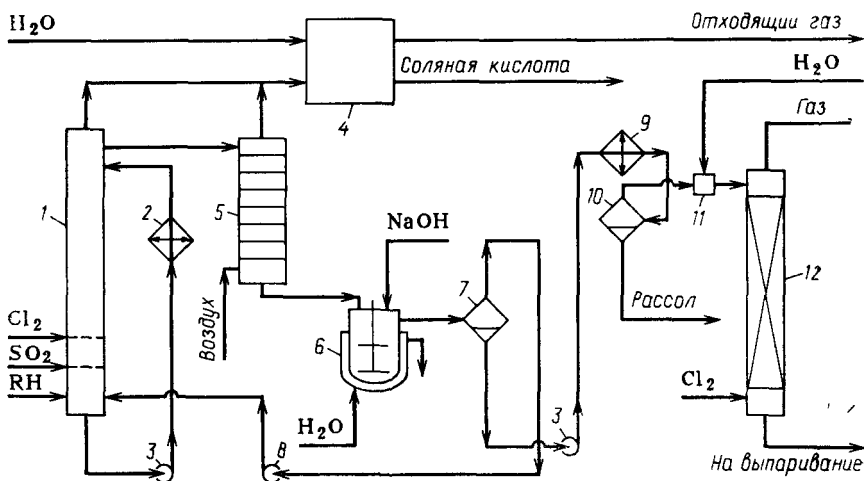 H₂O
Отходящий газ
Соляная кислота
4
H₂O
Газ
9
1
2
5
10
11
NaOH
7
12
Воздух
6
Рассол
Cl₂
SO₂
RH
Cl₂
H₂O
3
8
3
На выпаривание